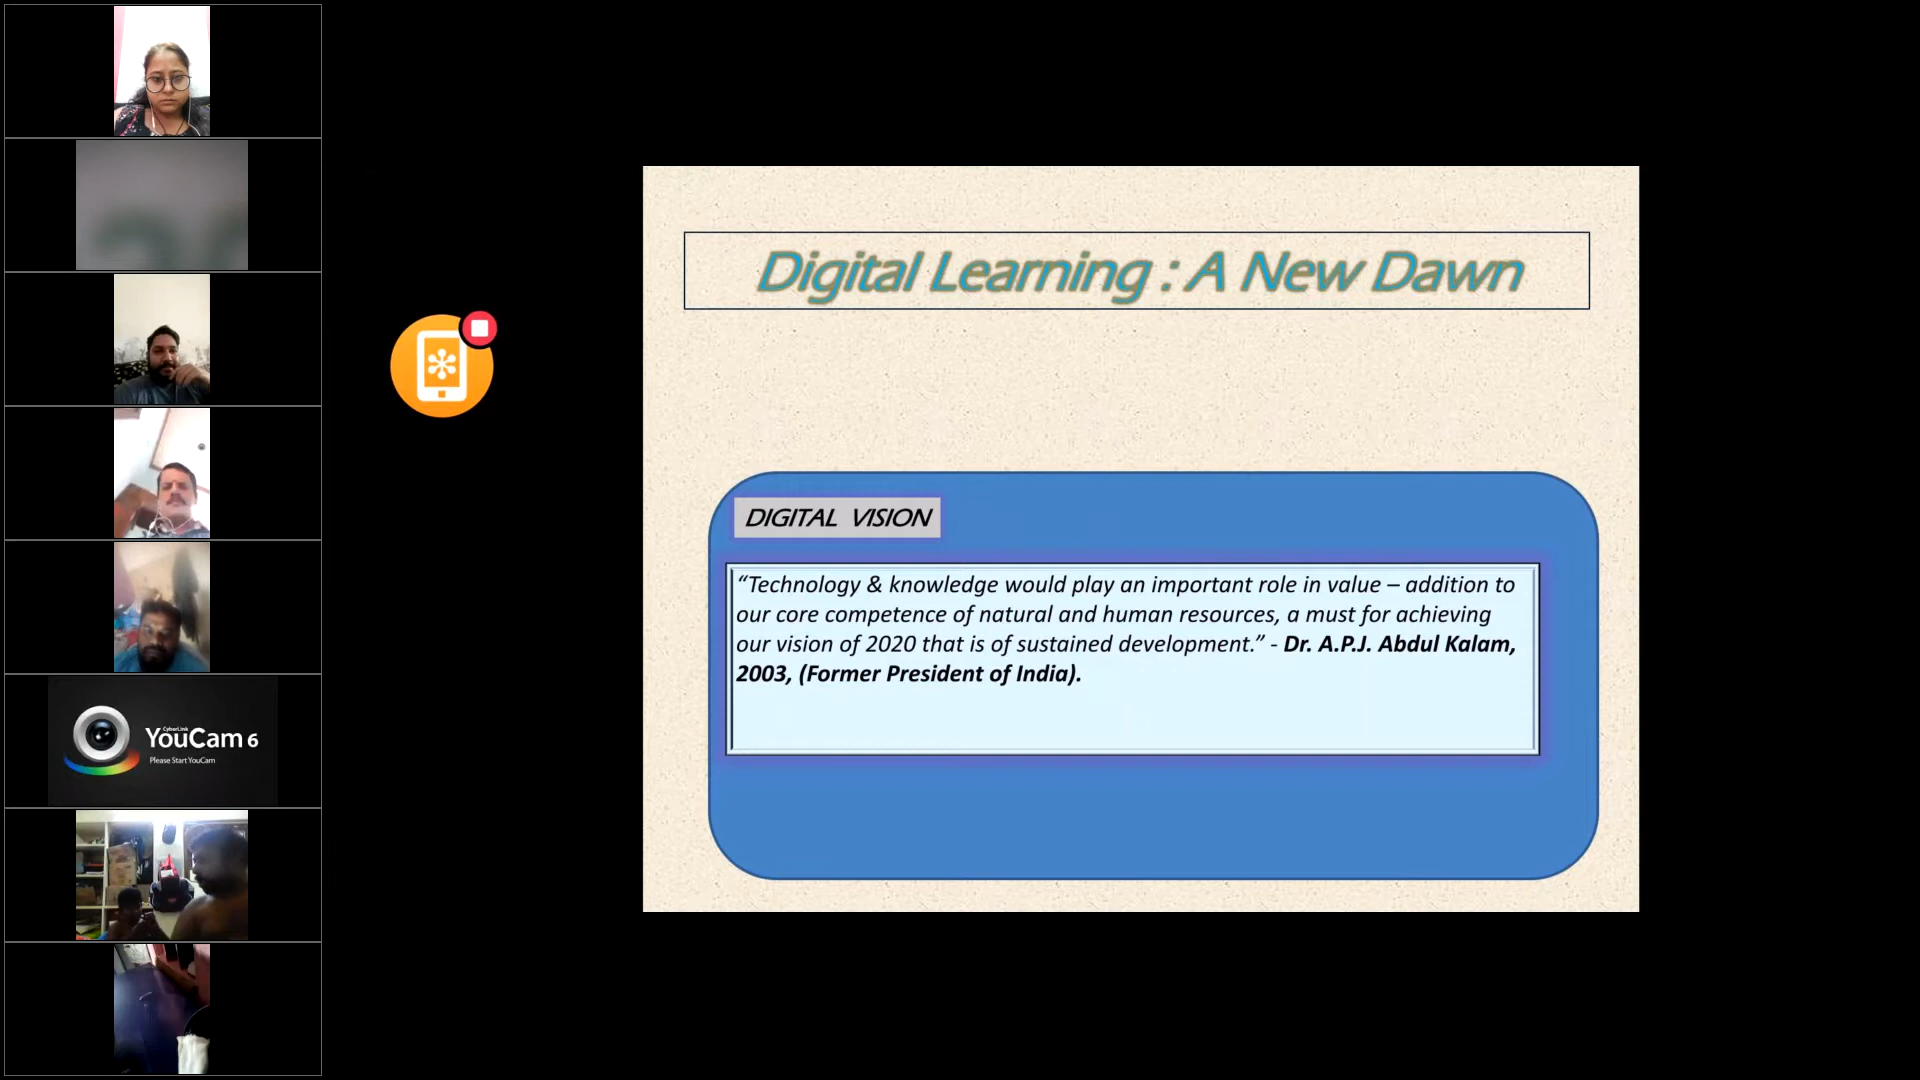 Digital Learning : A New Dawn
DIGITAL VISION
“Technology & knowledge would play an important role in value – addition to
our core competence of natural and human resources, a must for achieving
our vision of 2020 that is of sustained development.” - Dr. A.P.J. Abdul Kalam,
2003, (Former President of India).
CyberLink
YouCam 6
Please Start YouCam